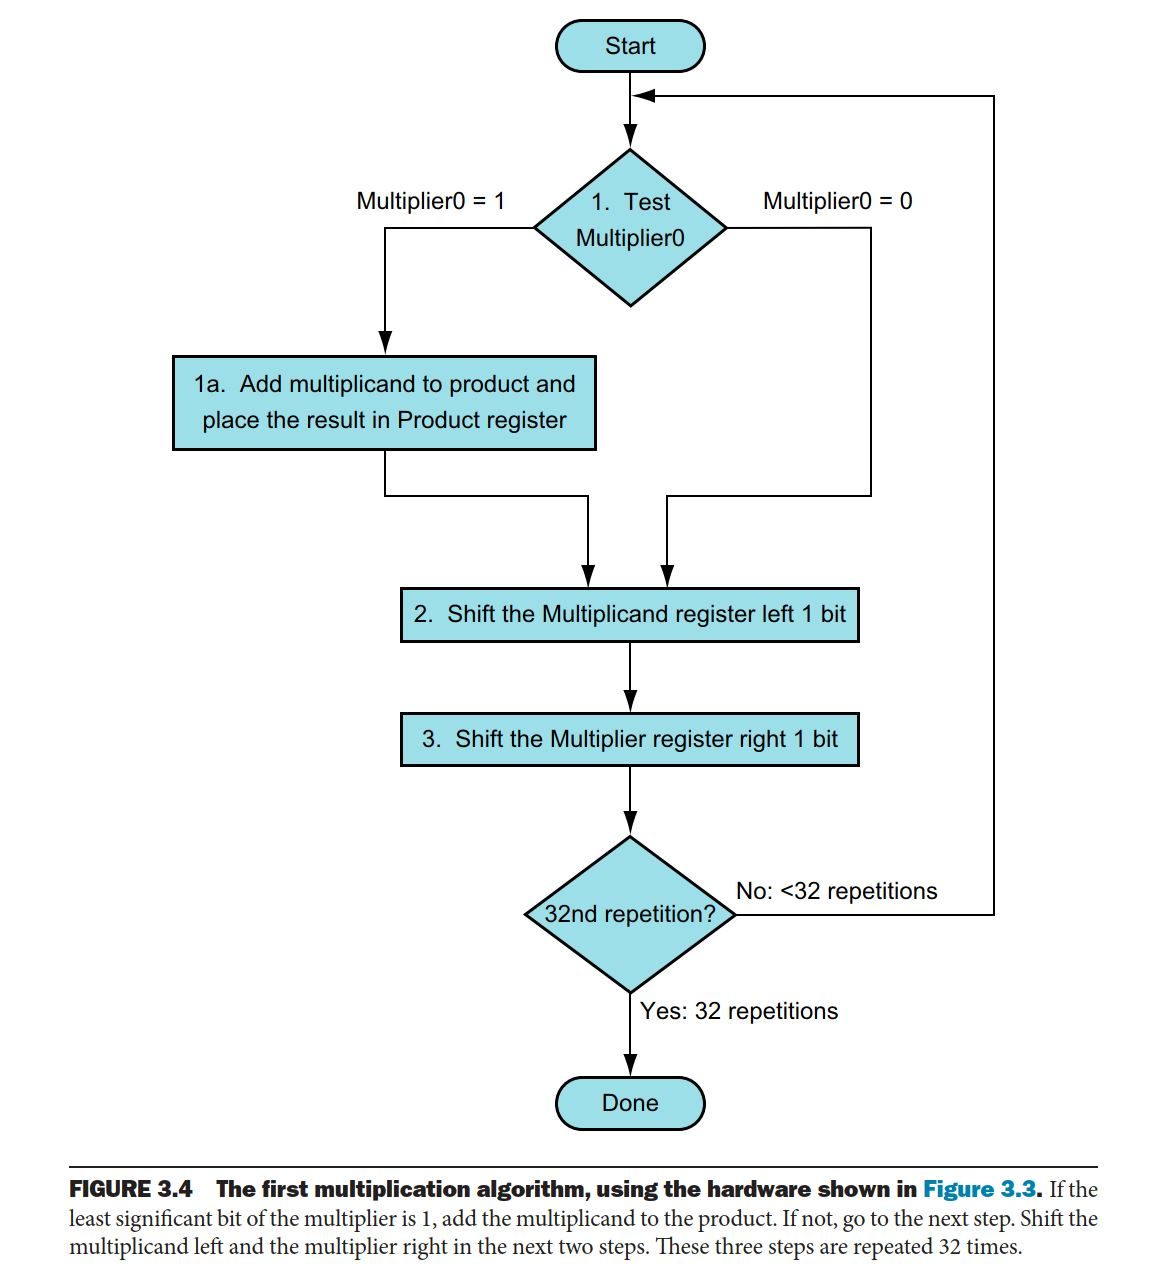 Start
Multiplier0 = 1
1. Test
Multiplier0
Multiplier0 = 0
1a. Add multiplicand to product and
place the result in Product register
2. Shift the Multiplicand register left 1 bit
3. Shift the Multiplier register right 1 bit
32nd repetition?
No: <32 repetitions
Yes: 32 repetitions
Done
FIGURE 3.4 The first multiplication algorithm, using the hardware shown in Figure 3.3. If the
least significant bit of the multiplier is 1, add the multiplicand to the product. If not, go to the next step. Shift the
multiplicand left and the multiplier right in the next two steps. These three steps are repeated 32 times.